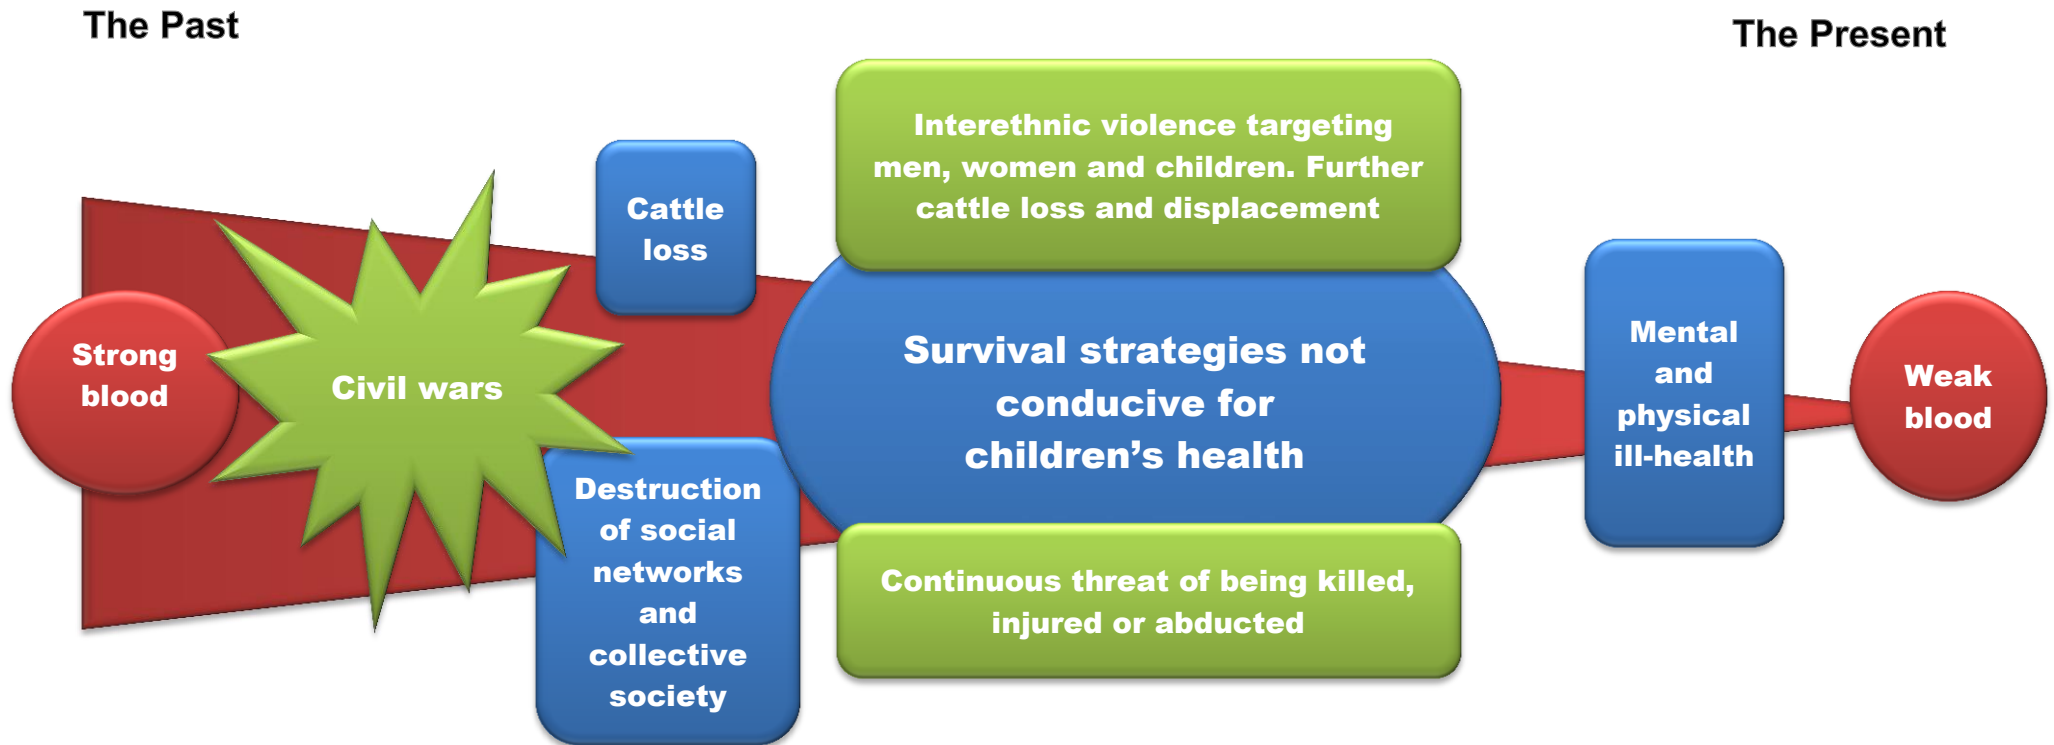 The Past
The Present
Strong
blood
Civil wars
Cattle
loss
Destruction
of social
networks
and
collective
society
Interethnic violence targeting
men, women and children. Further
cattle loss and displacement
Survival strategies not
conducive for
children’s health
Continuous threat of being killed,
injured or abducted
Mental
and
physical
ill-health
Weak
blood